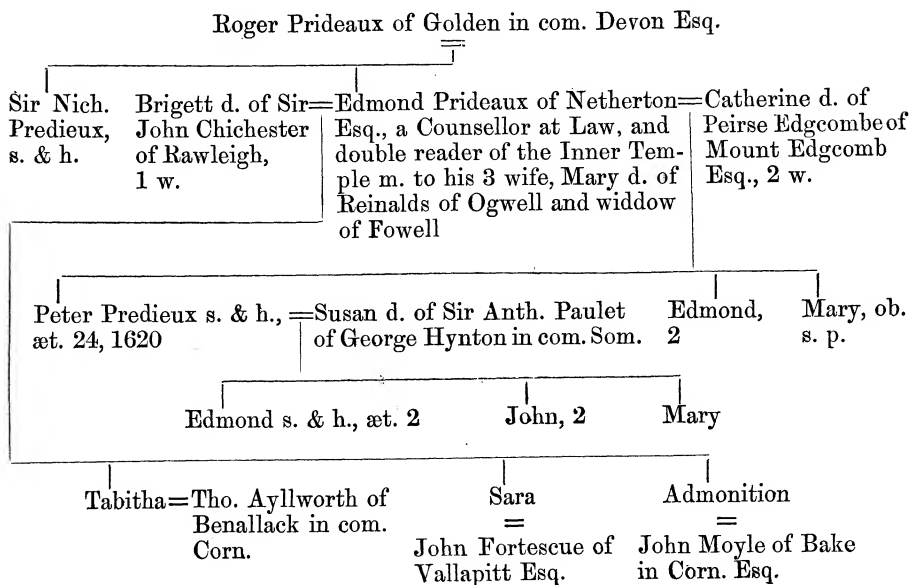 Roger Prideaux of Golden in com. Devon Esq.
Sir Nich.
Predieux,
s. & h.
Brigett d. of Sir=
John Chichester
of Rawleigh,
1 w.
Edmond Prideaux of Netherton=
Esq., a Counsellor at Law, and
double reader of the Inner Tem-
ple m. to his 3 wife, Mary d. of
Reinalds of Ogwell and widdow
of Fowell
Catherine d. of
Peirse Edgcombe of
Mount Edgcomb
Esq., 2 w.
Peter Predieux s. & h., =
æt. 24, 1620
Susan d. of Sir Anth. Paulet
of George Hynton in com. Som.
Edmond,
2
Mary, ob.
s. p.
Edmond s. & h., æt. 2
John, 2
Mary
Tabitha=
Tho. Ayllworth of
Benallack in com.
Corn.
Sara
=
John Fortescue of
Vallapitt Esq.
Admonition
=
John Moyle of Bake
in Corn. Esq.